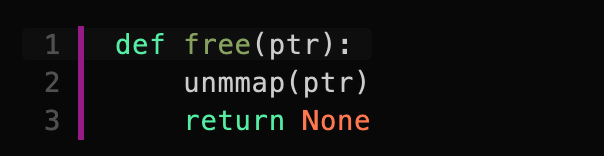 1 def free(ptr):
2     unmmap(ptr)
3     return None